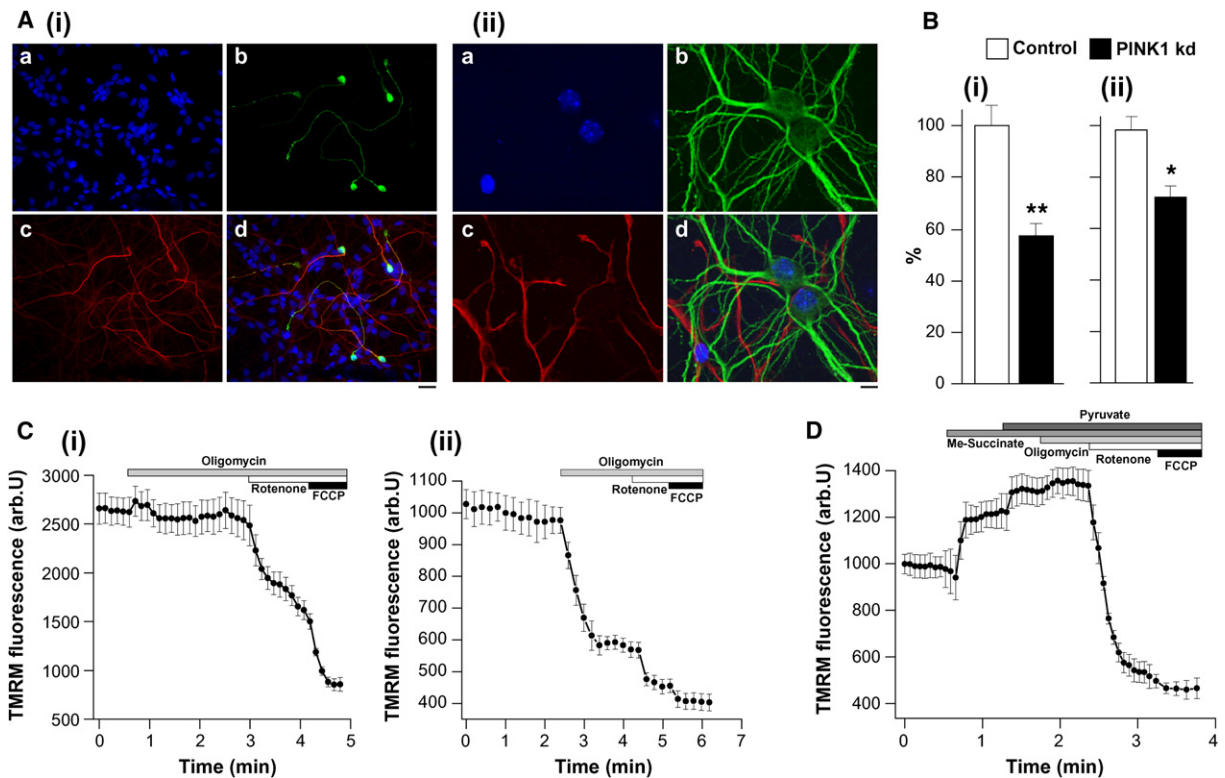 A (i)
a
b
c
d
(ii)
a
b
c
d
B
Control
PINK1 kd
(i)
(ii)
100
80
60
40
20
0
%
**
*
C (i)
Oligomycin
Rotenone
FCCP
3000
2500
2000
1500
1000
500
TMRM fluorescence (arb.U)
0 1 2 3 4 5
Time (min)
(ii)
Oligomycin
Rotenone
FCCP
1100
1000
900
800
700
600
500
400
TMRM fluorescence (arb.U)
0 1 2 3 4 5 6 7
Time (min)
D
Pyruvate
Me-Succinate
Oligomycin
Rotenone
FCCP
1400
1200
1000
800
600
400
TMRM fluorescence (arb.U)
0 1 2 3 4
Time (min)